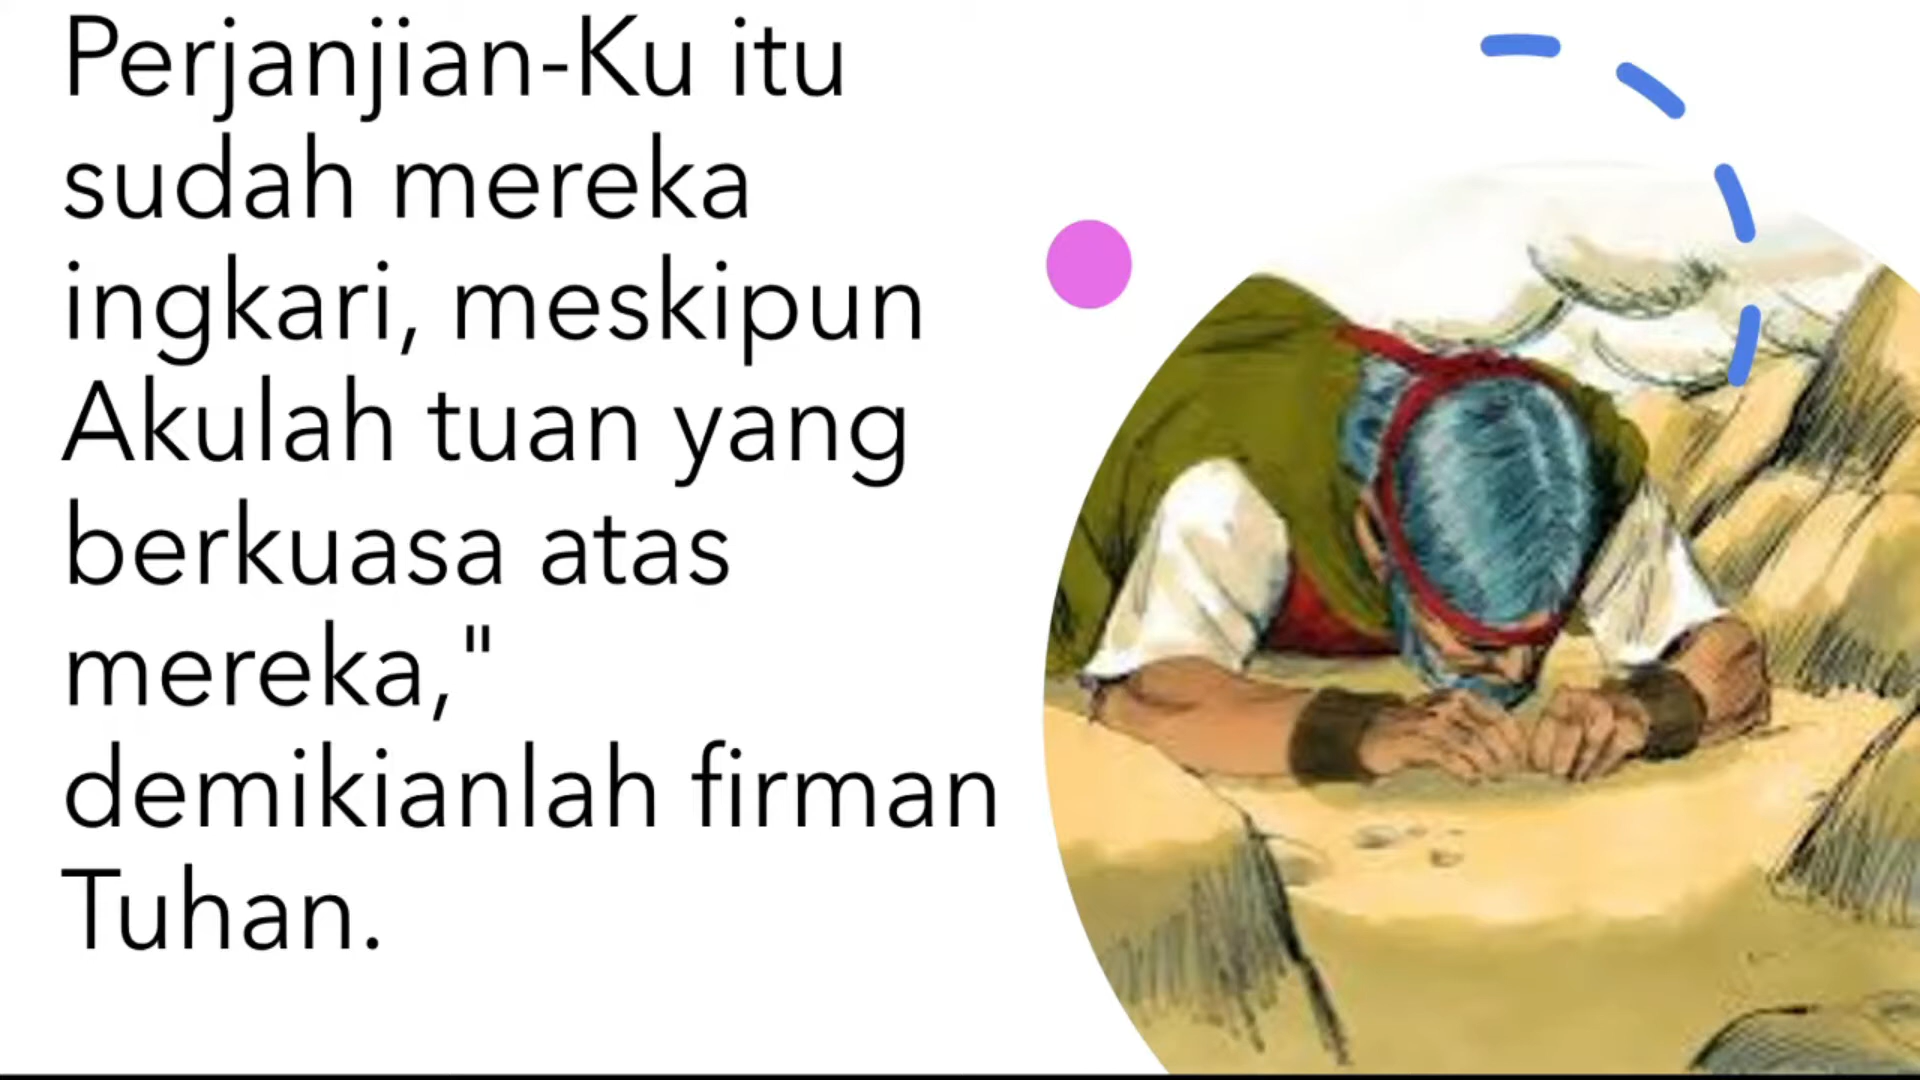 Perjanjian-Ku itu
sudah mereka
ingkari, meskipun
Akulah tuan yang
berkuasa atas
mereka,"
demikianlah firman
Tuhan.